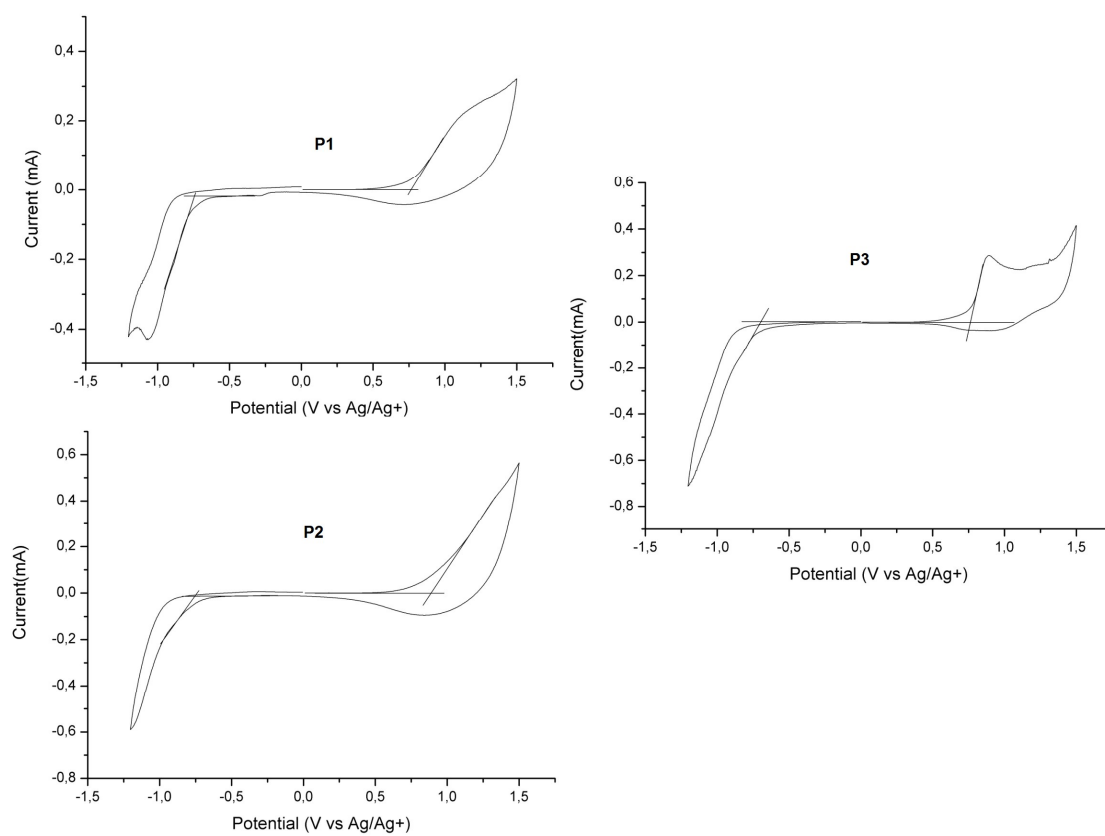 0,4
0,2
0,0
-0,2
-0,4
Current (mA)
P1
-1,5 -1,0 -0,5 0,0 0,5 1,0 1,5
Potential (V vs Ag/Ag+)
0,6
0,4
0,2
0,0
-0,2
-0,4
-0,6
-0,8
Current(mA)
P3
-1,5 -1,0 -0,5 0,0 0,5 1,0 1,5
Potential (V vs Ag/Ag+)
0,6
0,4
0,2
0,0
-0,2
-0,4
-0,6
-0,8
Current(mA)
P2
-1,5 -1,0 -0,5 0,0 0,5 1,0 1,5
Potential (V vs Ag/Ag+)